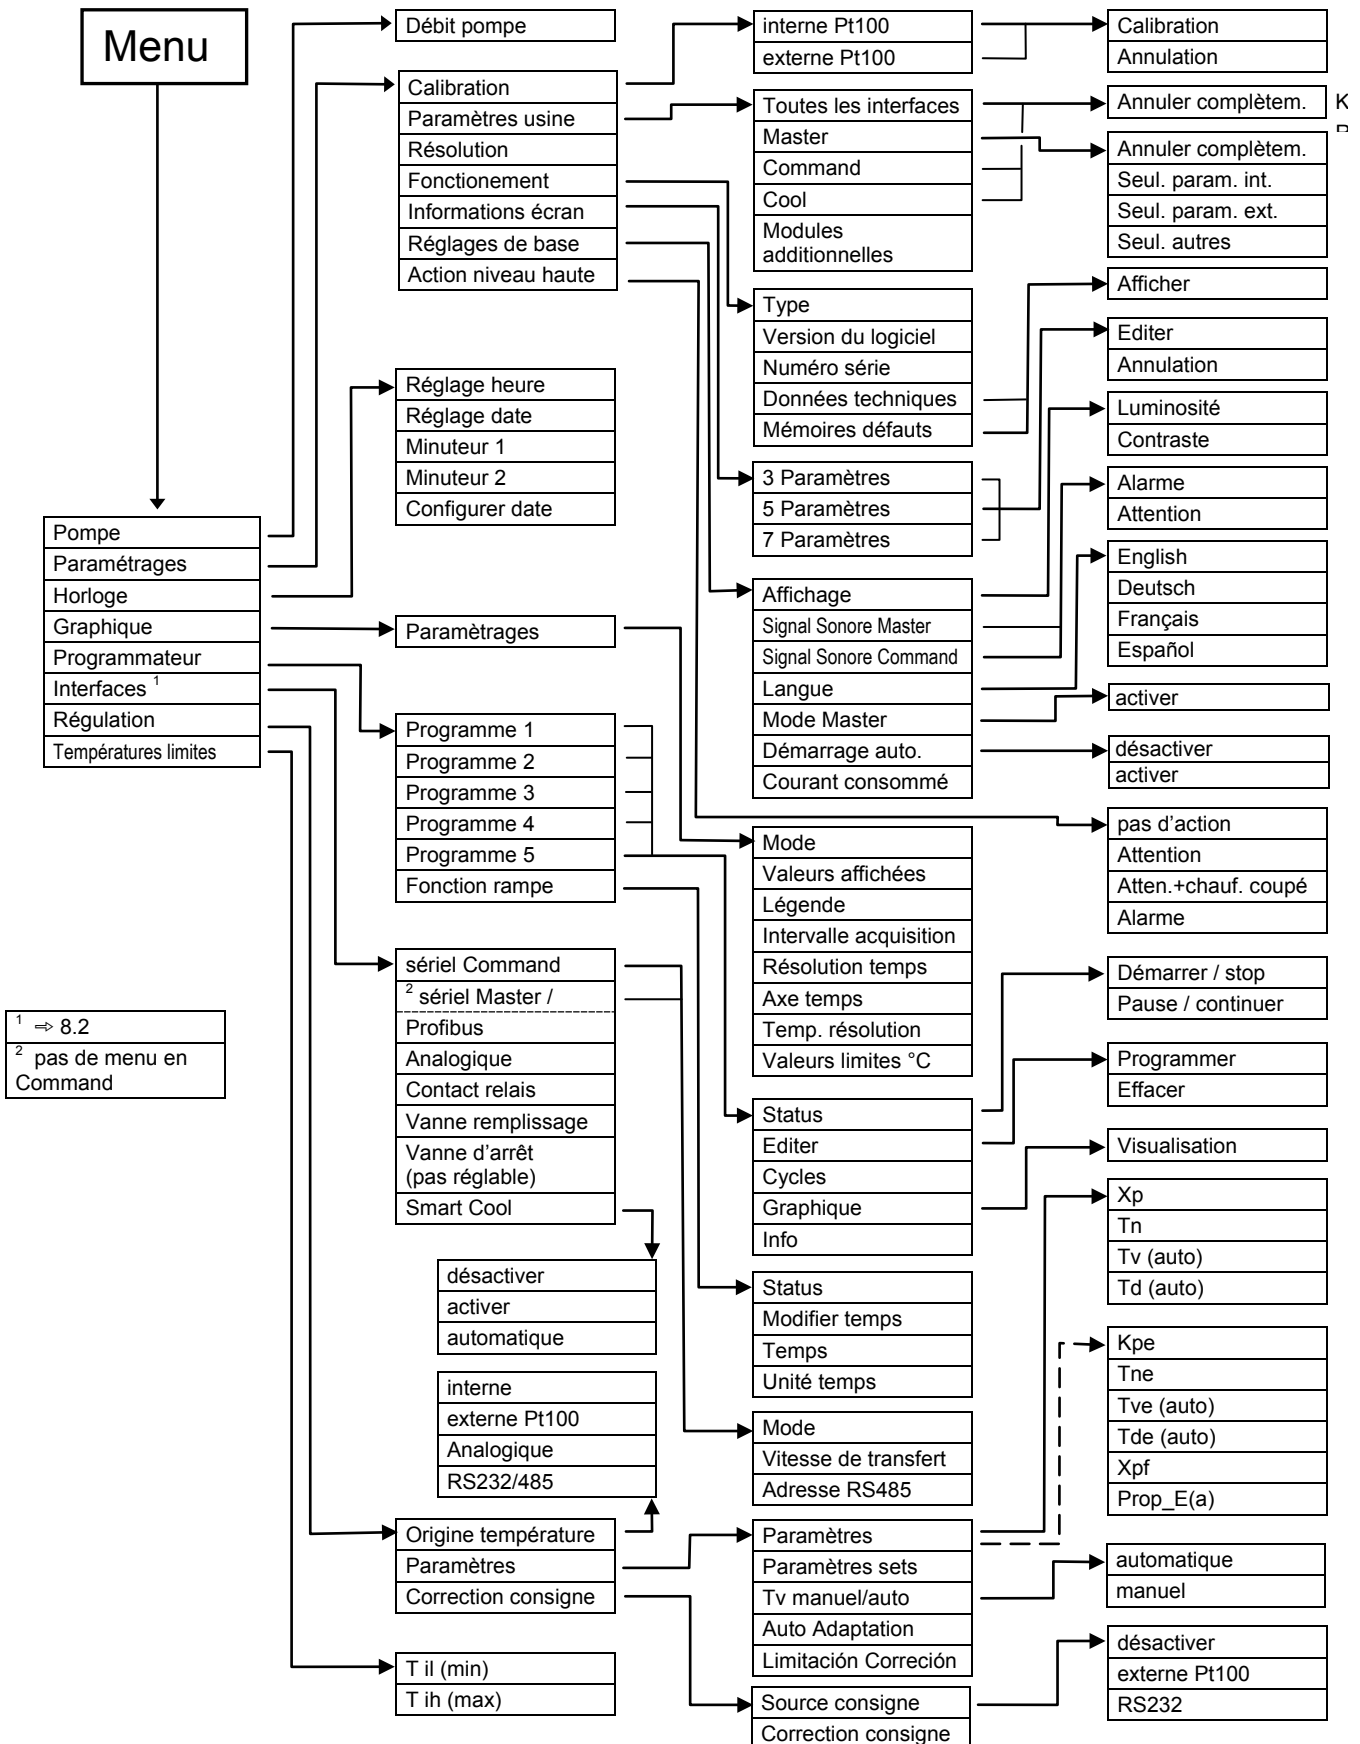 Menu
Pompe
Paramétrages
Horloge
Graphique
Programmateur
Interfaces ¹
Régulation
Températures limites
¹ ⇨ 8.2
² pas de menu en
Command
Débit pompe
Calibration
Paramètres usine
Résolution
Fonctionement
Informations écran
Réglages de base
Action niveau haute
Réglage heure
Réglage date
Minuteur 1
Minuteur 2
Configurer date
Paramètrages
Programme 1
Programme 2
Programme 3
Programme 4
Programme 5
Fonction rampe
sériel Command
² sériel Master /
Profibus
Analogique
Contact relais
Vanne remplissage
Vanne d’arrêt
(pas réglable)
Smart Cool
désactiver
activer
automatique
interne
externe Pt100
Analogique
RS232/485
Origine température
Paramètres
Correction consigne
T il (min)
T ih (max)
interne Pt100
externe Pt100
Toutes les interfaces
Master
Command
Cool
Modules
additionnelles
Type
Version du logiciel
Numéro série
Données techniques
Mémoires défauts
3 Paramètres
5 Paramètres
7 Paramètres
Affichage
Signal Sonore Master
Signal Sonore Command
Langue
Mode Master
Démarrage auto.
Courant consommé
Mode
Valeurs affichées
Légende
Intervalle acquisition
Résolution temps
Axe temps
Temp. résolution
Valeurs limites °C
Status
Editer
Cycles
Graphique
Info
Status
Modifier temps
Temps
Unité temps
Mode
Vitesse de transfert
Adresse RS485
Paramètres
Paramètres sets
Tv manuel/auto
Auto Adaptation
Limitación Correción
Source consigne
Correction consigne
Calibration
Annulation
Annuler complètem.
K
Annuler complètem.
Seul. param. int.
Seul. param. ext.
Seul. autres
Afficher
Editer
Annulation
Luminosité
Contraste
Alarme
Attention
English
Deutsch
Français
Español
activer
désactiver
activer
pas d’action
Attention
Atten.+chauf. coupé
Alarme
Démarrer / stop
Pause / continuer
Programmer
Effacer
Visualisation
Xp
Tn
Tv (auto)
Td (auto)
Kpe
Tne
Tve (auto)
Tde (auto)
Xpf
Prop_E(a)
automatique
manuel
désactiver
externe Pt100
RS232